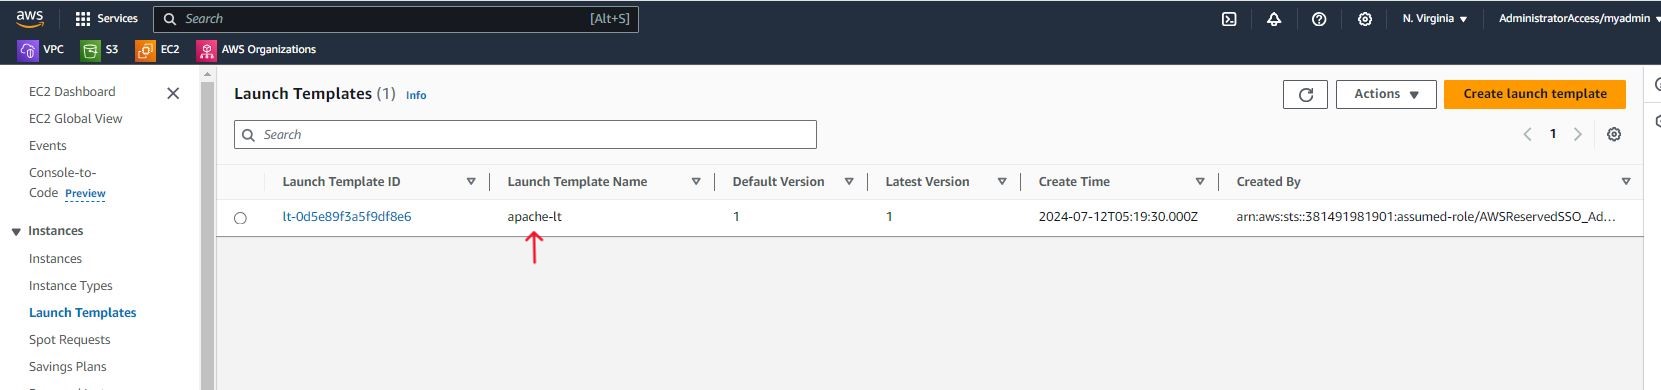 aws Services Search [Alt+S] N. Virginia AdministratorAccess/myadmin
VPC S3 EC2 AWS Organizations
EC2 Dashboard
EC2 Global View
Events
Console-to-
Code Preview
Instances
Instances
Instance Types
Launch Templates
Spot Requests
Savings Plans
Launch Templates (1) Info Actions Create launch template
Search 1
Launch Template ID Launch Template Name Default Version Latest Version Create Time Created By
lt-0d5e89f3a5f9df8e6 apache-lt 1 1 2024-07-12T05:19:30.000Z arn:aws:sts::381491981901:assumed-role/AWSReservedSSO_Ad...